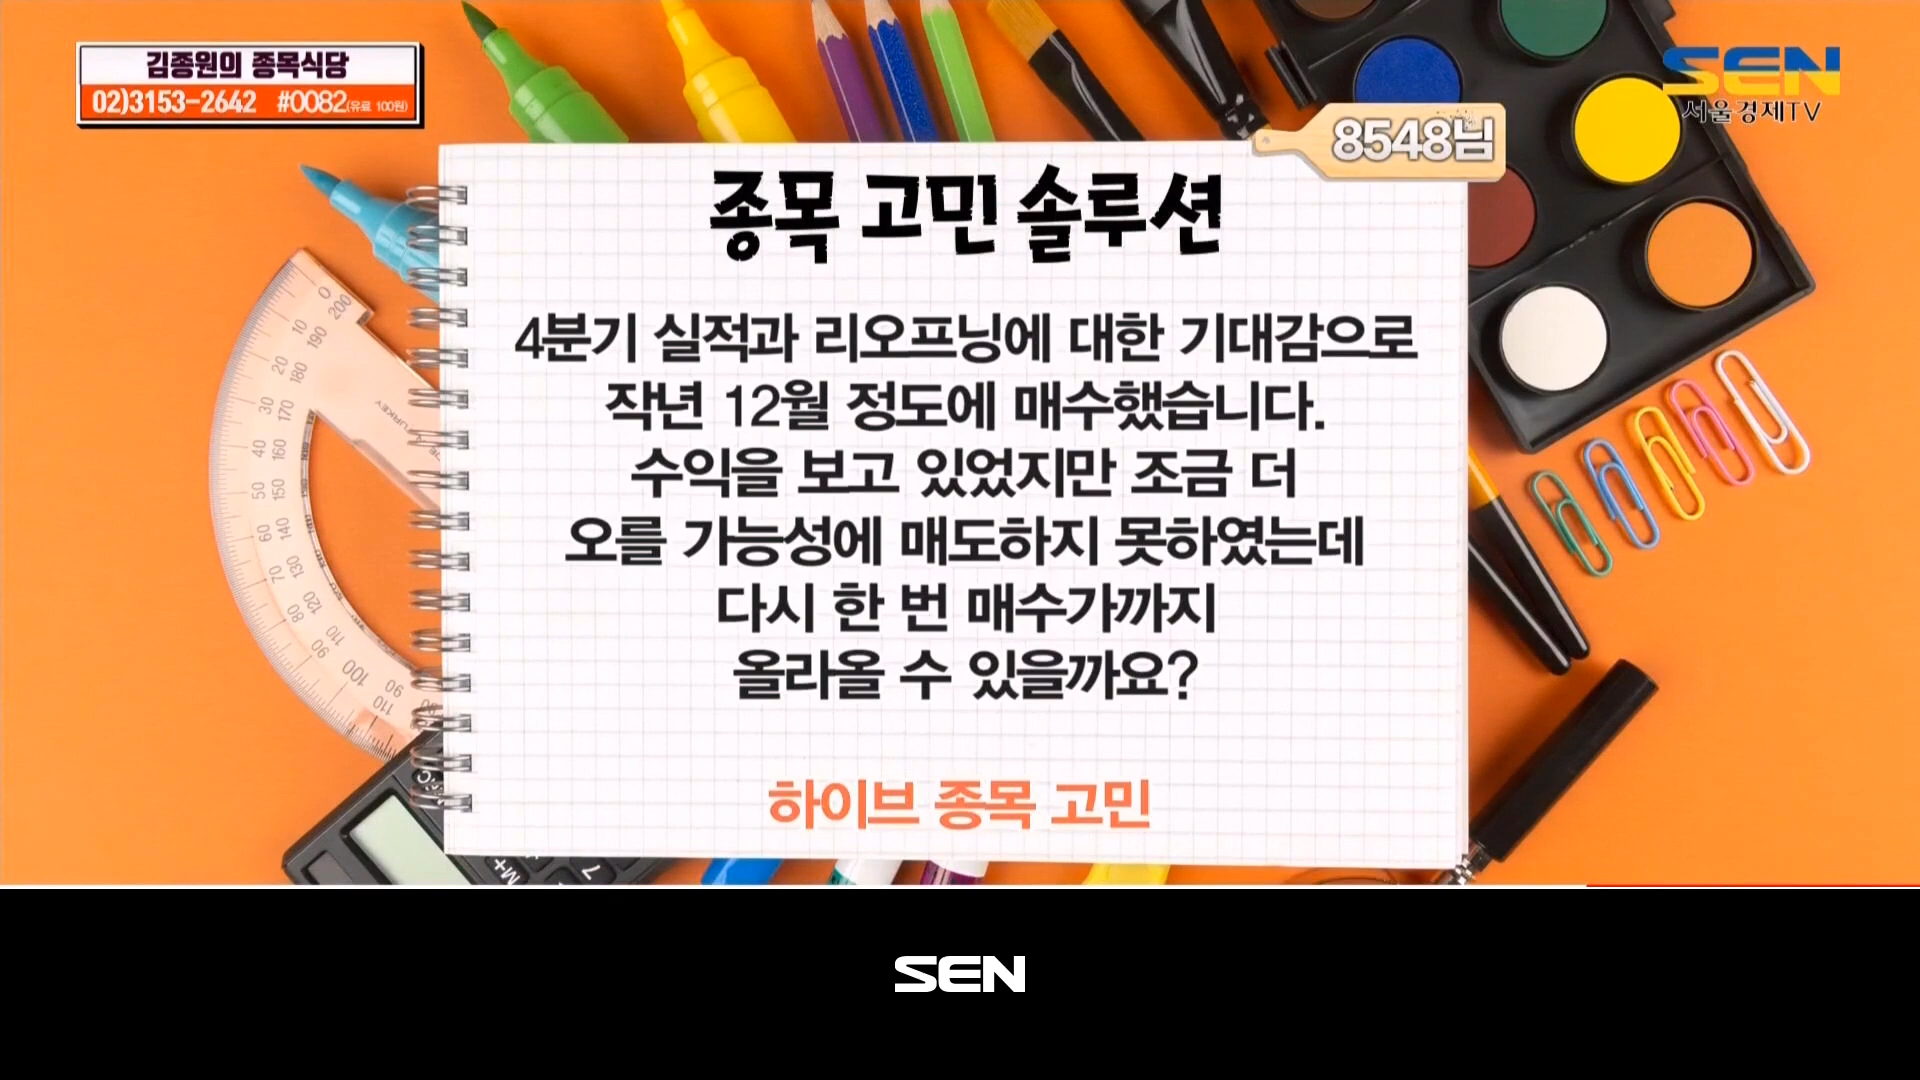 김종원의 종목식당
02)3153-2642 #0082(유료 100원)
SEN
서울경제TV
8548님
종목 고민 솔루션
4분기 실적과 리오프닝에 대한 기대감으로
작년 12월 정도에 매수했습니다.
수익을 보고 있었지만 조금 더
오를 가능성에 매도하지 못하였는데
다시 한 번 매수가까지
올라올 수 있을까요?
하이브 종목 고민
SEN